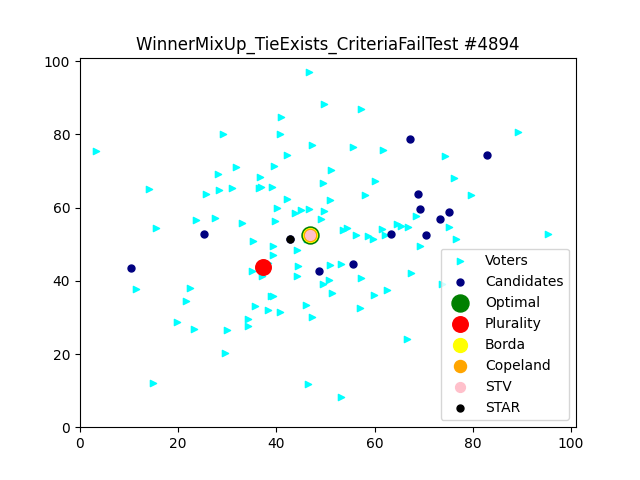 WinnerMixUp_TieExists_CriteriaFailTest #4894
100
80
60
40
20
0
0 20 40 60 80 100
Voters
Candidates
Optimal
Plurality
Borda
Copeland
STV
STAR